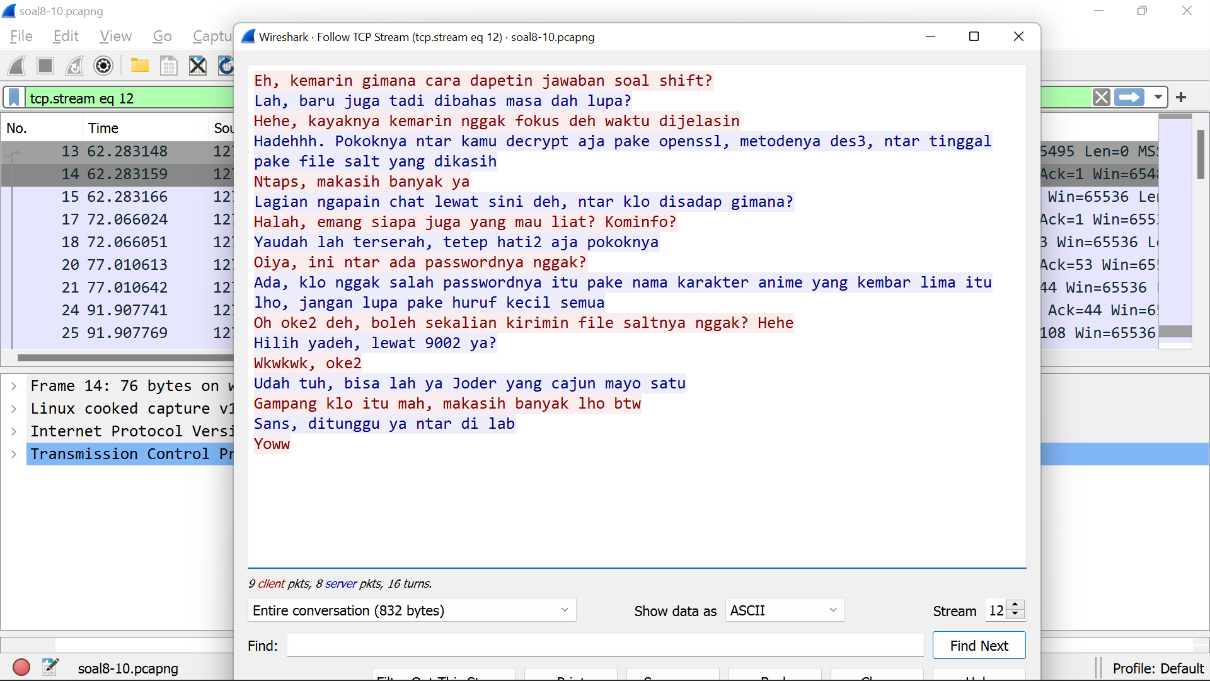 soal8-10.pcapng
File Edit View Go Captu
Wireshark · Follow TCP Stream (tcp.stream eq 12) · soal8-10.pcapng
tcp.stream eq 12
No. Time Sou
13 62.283148 127 5495 Len=0 MS
14 62.283159 127 Ack=1 Win=654
15 62.283166 127 Win=65536 Le
17 72.066024 127 Ack=1 Win=655
18 72.066051 127 3 Win=65536 L
20 77.010613 127 Ack=53 Win=65
21 77.010642 127 44 Win=65536
24 91.907741 127 Ack=44 Win=6
25 91.907769 127 108 Win=65536
Eh, kemarin gimana cara dapetin jawaban soal shift?
Lah, baru juga tadi dibahas masa dah lupa?
Hehe, kayaknya kemarin nggak fokus deh waktu dijelasin
Hadehhh. Pokoknya ntar kamu decrypt aja pake openssl, metodenya des3, ntar tinggal
pake file salt yang dikasih
Ntaps, makasih banyak ya
Lagian ngapain chat lewat sini deh, ntar klo disadap gimana?
Halah, emang siapa juga yang mau liat? Kominfo?
Yaudah lah terserah, tetep hati2 aja pokoknya
Oiya, ini ntar ada passwordnya nggak?
Ada, klo nggak salah passwordnya itu pake nama karakter anime yang kembar lima itu
lho, jangan lupa pake huruf kecil semua
Oh oke2 deh, boleh sekalian kirimin file saltnya nggak? Hehe
Hilih yadeh, lewat 9002 ya?
Wkwkwk, oke2
Udah tuh, bisa lah ya Joder yang cajun mayo satu
Gampang klo itu mah, makasih banyak lho btw
Sans, ditunggu ya ntar di lab
Yoww
Frame 14: 76 bytes on w
Linux cooked capture v1
Internet Protocol Versi
Transmission Control Pr
9 client pkts, 8 server pkts, 16 turns.
Entire conversation (832 bytes) Show data as ASCII Stream 12
Find: Find Next
soal8-10.pcapng Profile: Default